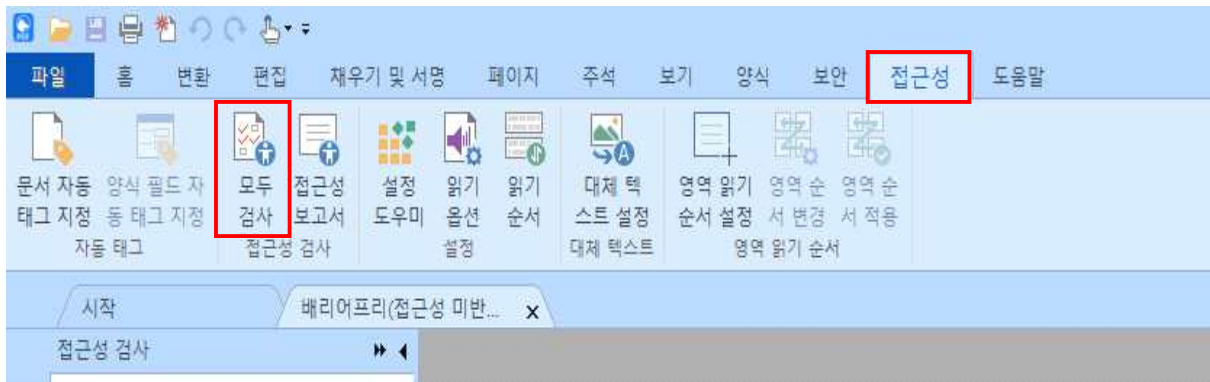 파일 홈 변환 편집 채우기 및 서명 페이지 주석 보기 양식 보안 접근성 도움말
문서 자동 양식 필드 자 모두 접근성 설정 읽기 읽기 대체 텍 영역 읽기 영역 순 영역 순
태그 지정 동 태그 지정 검사 보고서 도우미 옵션 순서 스트 설정 순서 설정 서 변경 서 적용
자동 태그 접근성 검사 설정 대체 텍스트 영역 읽기 순서
시작 배리어프리(접근성 미반... x
접근성 검사